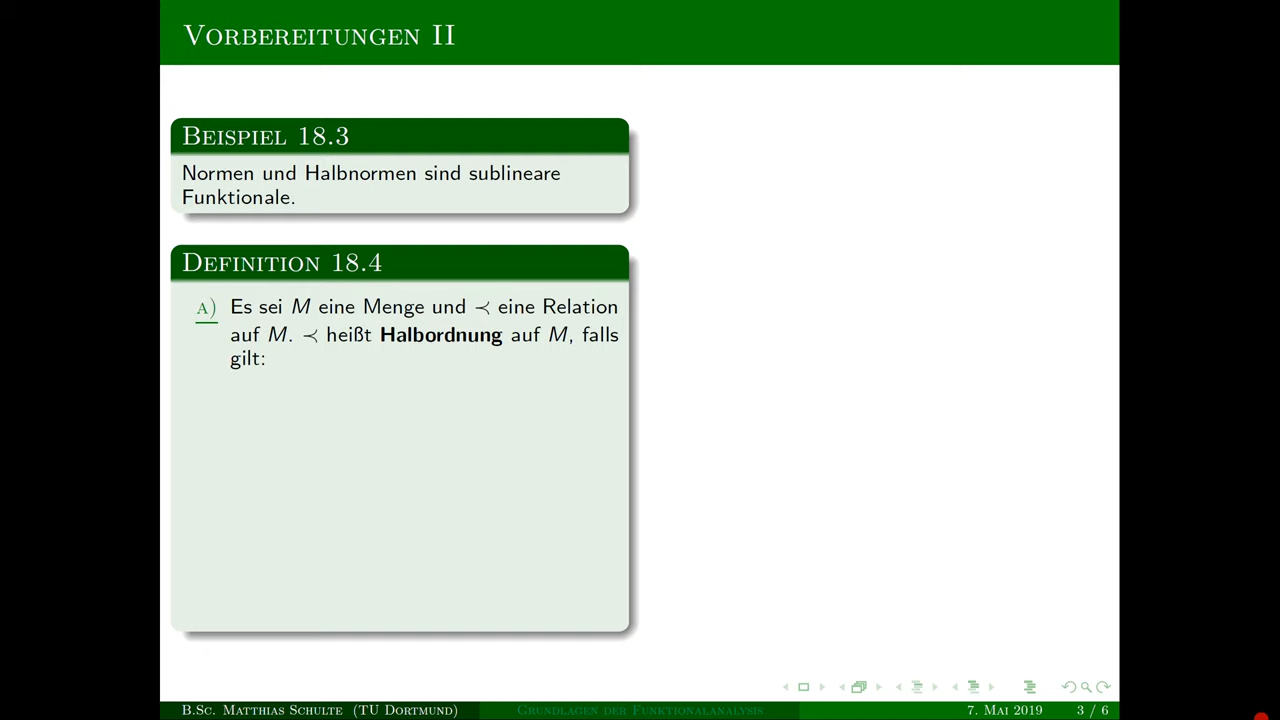 Vorbereitungen II
Beispiel 18.3
Normen und Halbnormen sind sublineare
Funktionale.
Definition 18.4
a) Es sei M eine Menge und ≺ eine Relation
auf M. ≺ heißt Halbordnung auf M, falls
gilt:
B.Sc. Matthias Schulte (TU Dortmund) Grundlagen der Funktionalanalysis 7. Mai 2019 3 / 6